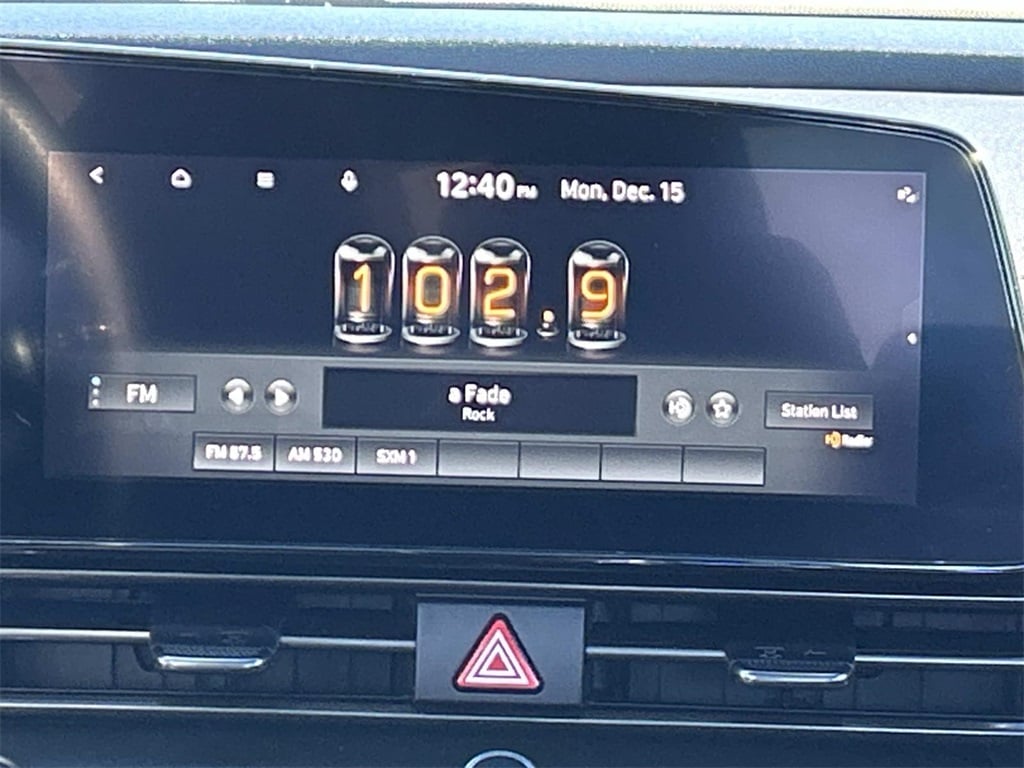 12:40 PM Mon, Dec. 15
102.9
FM
a Fade
Rock
Station List
HD Radio
FM 87.5 AM 530 SXM 1